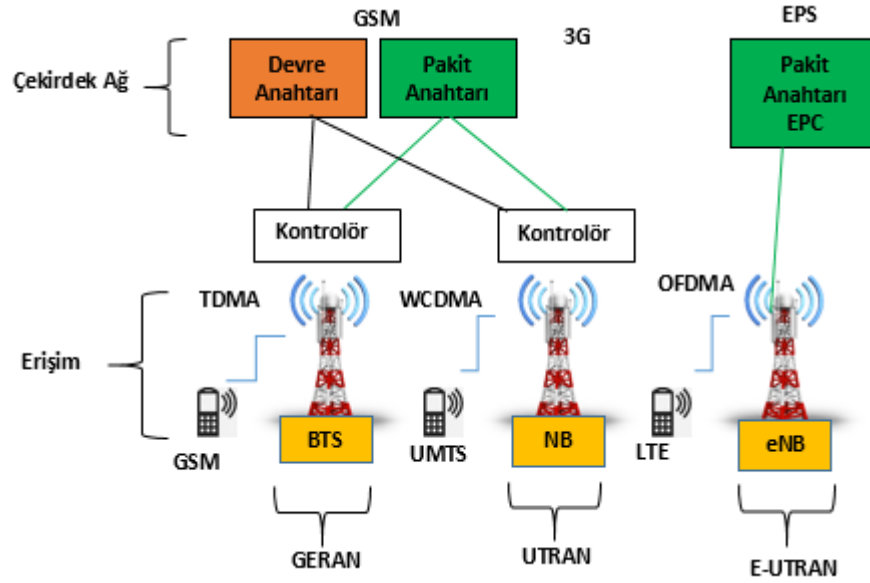 GSM
3G
EPS
Çekirdek Ağ
Devre
Anahtarı
Pakit
Anahtarı
Pakit
Anahtarı
EPC
Kontrolör
Kontrolör
TDMA
WCDMA
OFDMA
Erişim
GSM
BTS
UMTS
NB
LTE
eNB
GERAN
UTRAN
E-UTRAN